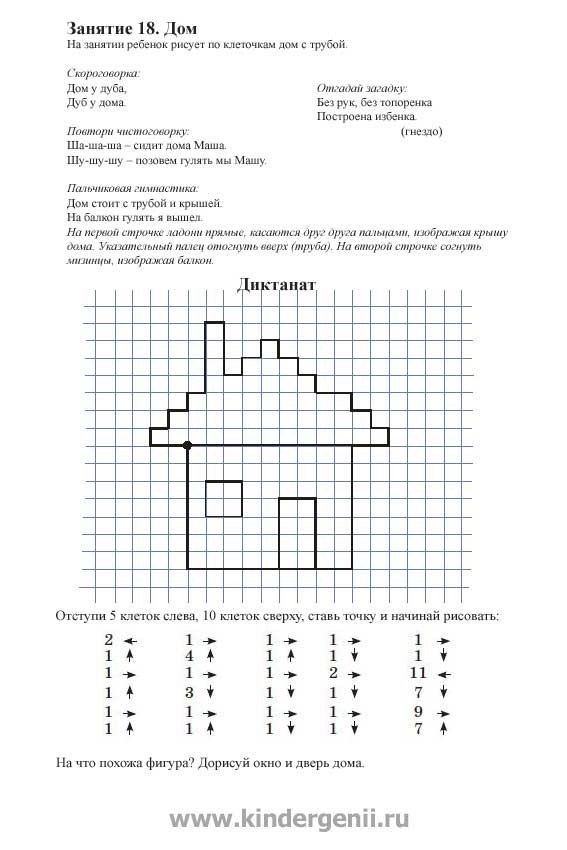 Занятие 18. Дом
На занятии ребенок рисует по клеточкам дом с трубой.
Скороговорка:
Дом у дуба,
Дуб у дома.
Отгадай загадку:
Без рук, без топоренка
Построена избенка.
(гнездо)
Повтори чистоговорку:
Ша-ша-ша – сидит дома Маша.
Шу-шу-шу – позовем гулять мы Машу.
Пальчиковая гимнастика:
Дом стоит с трубой и крышей.
На балкон гулять я вышел.
На первой строчке ладони прямые, касаются друг друга пальцами, изображая крышу
дома. Указательный палец отогнуть вверх (труба). На второй строчке согнуть
мизинцы, изображая балкон.
Диктанат
Отступи 5 клеток слева, 10 клеток сверху, ставь точку и начинай рисовать:
2 ← 1 → 1 → 1 → 1 →
1 ↑ 4 ↑ 1 ↑ 1 ↓ 1 ↓
1 → 1 → 1 → 2 → 11 ←
1 ↑ 3 ↓ 1 ↓ 1 ↓ 7 ↓
1 → 1 → 1 → 1 → 9 →
1 ↑ 1 ↑ 1 ↓ 1 ↓ 7 ↑
На что похожа фигура? Дорисуй окно и дверь дома.
www.kindergenii.ru